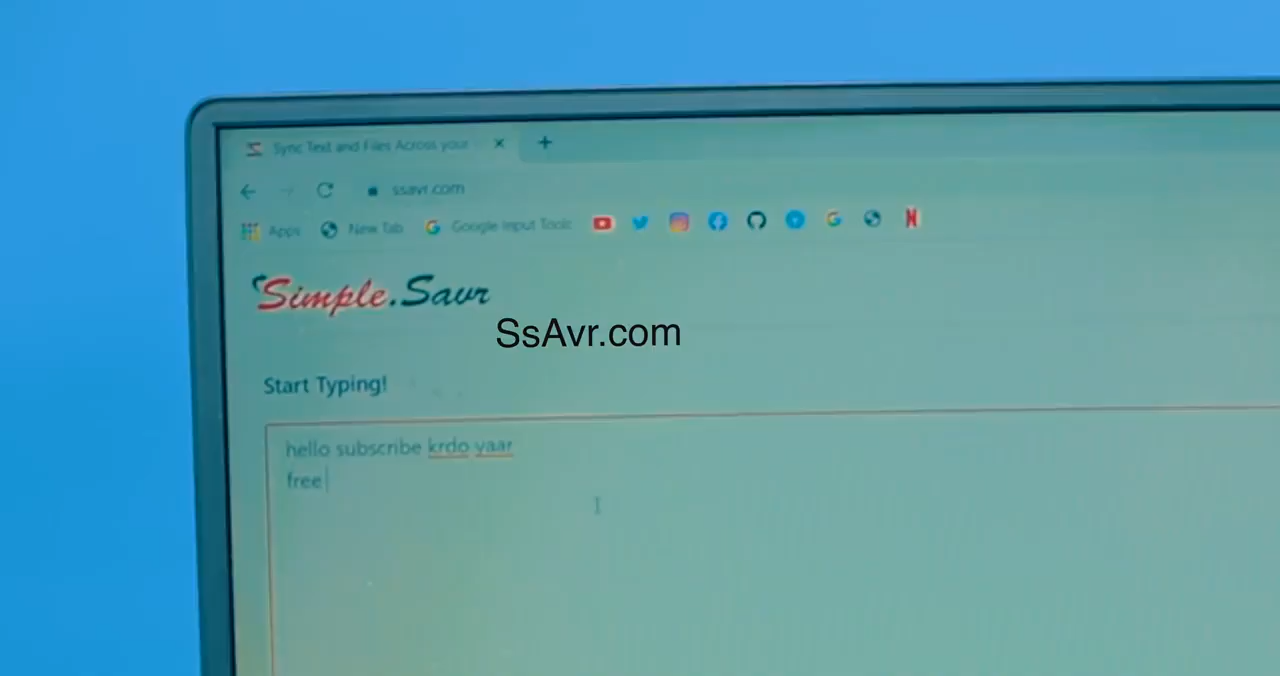 Sync Text and Files Across your
ssavr.com
Apps New Tab Google Input Tools
Simple.Savr
SsAvr.com
Start Typing!
hello subscribe krdo yaar
free